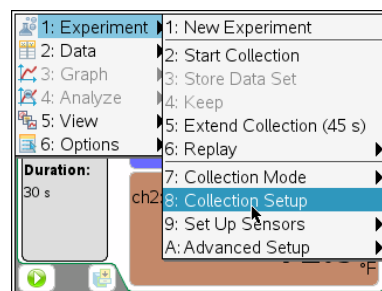 1: Experiment
2: Data
3: Graph
4: Analyze
5: View
6: Options
1: New Experiment
2: Start Collection
3: Store Data Set
4: Keep
5: Extend Collection (45 s)
6: Replay
7: Collection Mode
8: Collection Setup
9: Set Up Sensors
A: Advanced Setup
Duration:
30 s
ch2:
°F